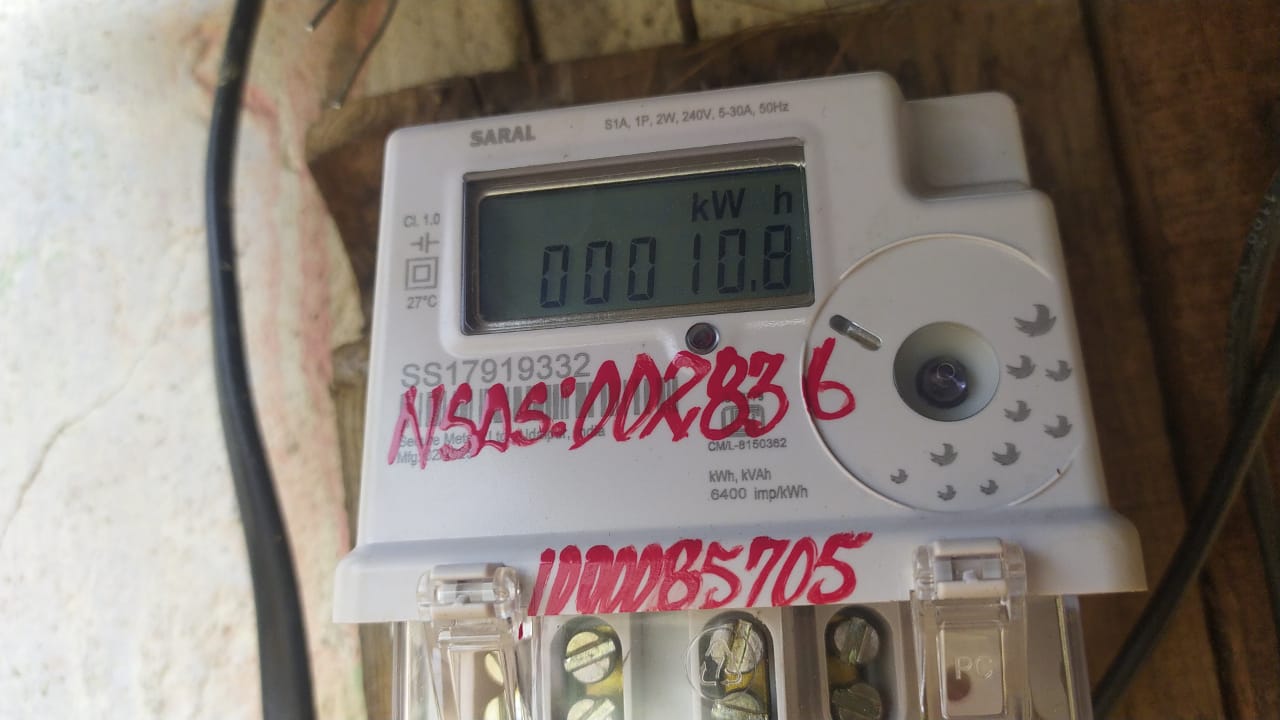 SARAL
S1A, 1P, 2W, 240V, 5-30A, 50Hz
kW h
00010.8
Cl. 1.0
27°C
SS17919332
NSAS:002836
CM/L-8150362
kWh, kVAh
6400 imp/kWh
1000085705
PC